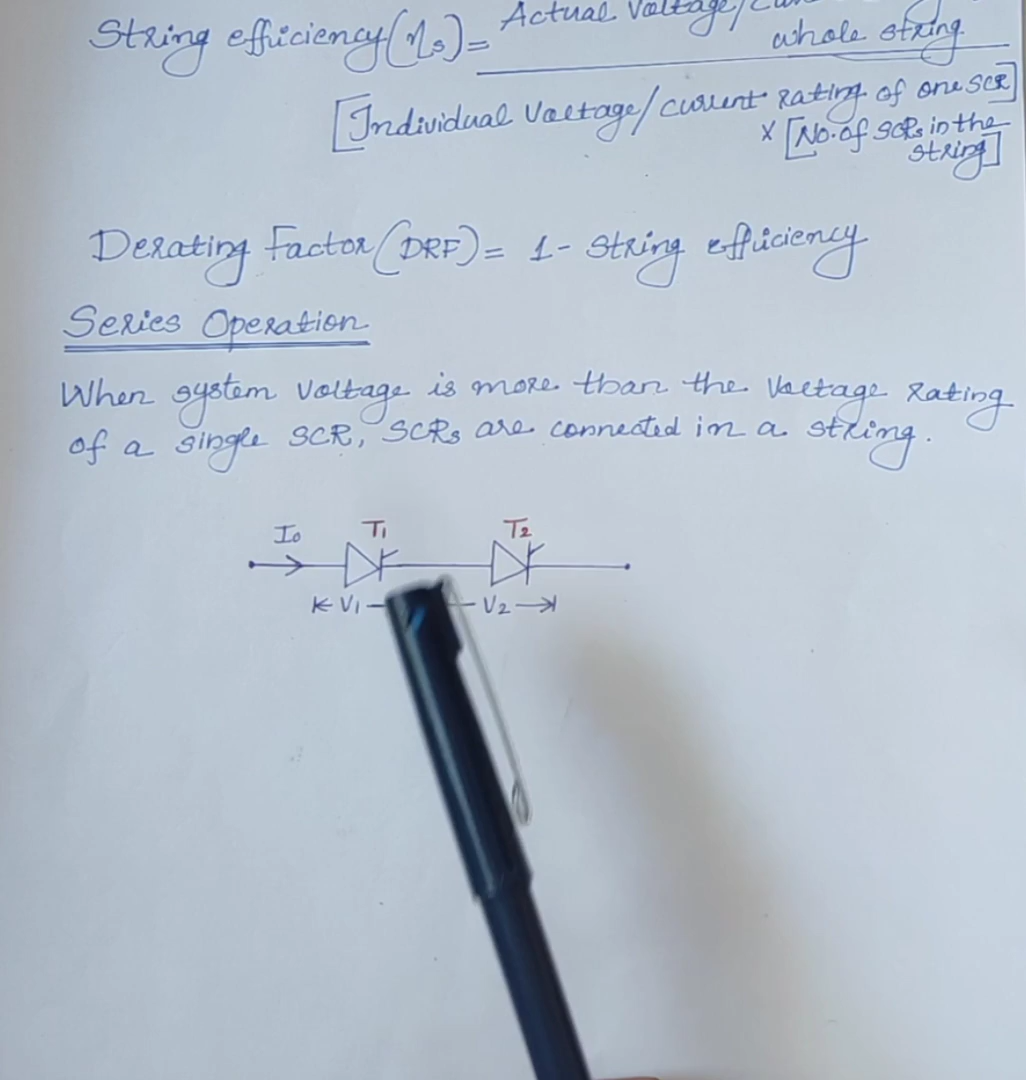 String efficiency (ηs) = Actual Voltage/
whole string
[Individual Voltage/current rating of one SCR]
x [No. of SCRs in the
string]
Derating Factor (DRF) = 1 - String efficiency
Series Operation
When system Voltage is more than the Voltage Rating
of a single SCR, SCRs are connected in a string.
Io T1 T2
V1 V2